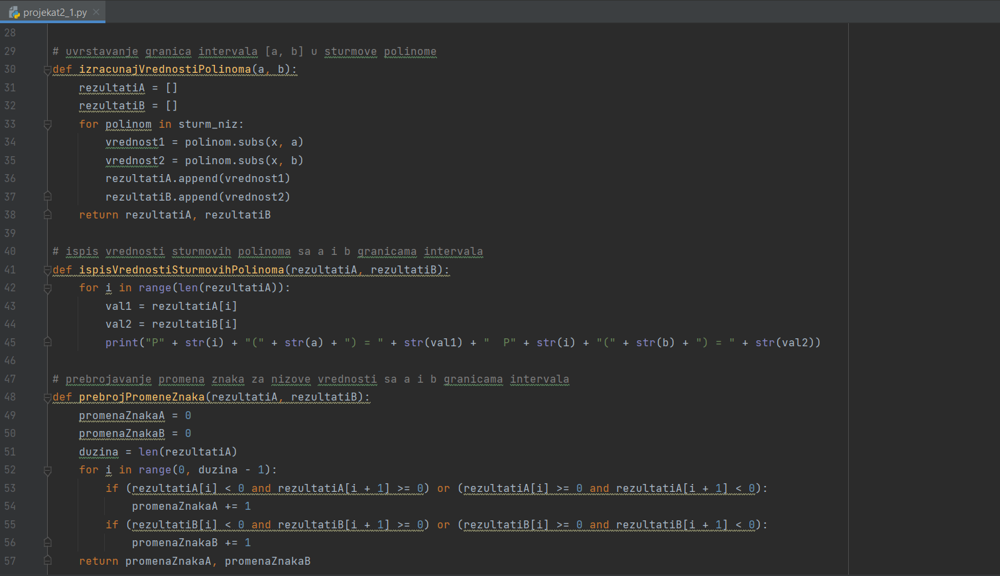 projekat2_1.py
28
29 # uvrstavanje granica intervala [a, b] u sturmove polinome
30 def izracunajVrednostiPolinoma(a, b):
31     rezultatiA = []
32     rezultatiB = []
33     for polinom in sturm_niz:
34         vrednost1 = polinom.subs(x, a)
35         vrednost2 = polinom.subs(x, b)
36         rezultatiA.append(vrednost1)
37         rezultatiB.append(vrednost2)
38     return rezultatiA, rezultatiB
39
40 # ispis vrednosti sturmovih polinoma sa a i b granicama intervala
41 def ispisVrednostiSturmovihPolinoma(rezultatiA, rezultatiB):
42     for i in range(len(rezultatiA)):
43         val1 = rezultatiA[i]
44         val2 = rezultatiB[i]
45         print("P" + str(i) + "(" + str(a) + ") = " + str(val1) + "  P" + str(i) + "(" + str(b) + ") = " + str(val2))
46
47 # prebrojavanje promena znaka za nizove vrednosti sa a i b granicama intervala
48 def prebrojPromeneZnaka(rezultatiA, rezultatiB):
49     promenaZnakaA = 0
50     promenaZnakaB = 0
51     duzina = len(rezultatiA)
52     for i in range(0, duzina - 1):
53         if (rezultatiA[i] < 0 and rezultatiA[i + 1] >= 0) or (rezultatiA[i] >= 0 and rezultatiA[i + 1] < 0):
54             promenaZnakaA += 1
55         if (rezultatiB[i] < 0 and rezultatiB[i + 1] >= 0) or (rezultatiB[i] >= 0 and rezultatiB[i + 1] < 0):
56             promenaZnakaB += 1
57     return promenaZnakaA, promenaZnakaB